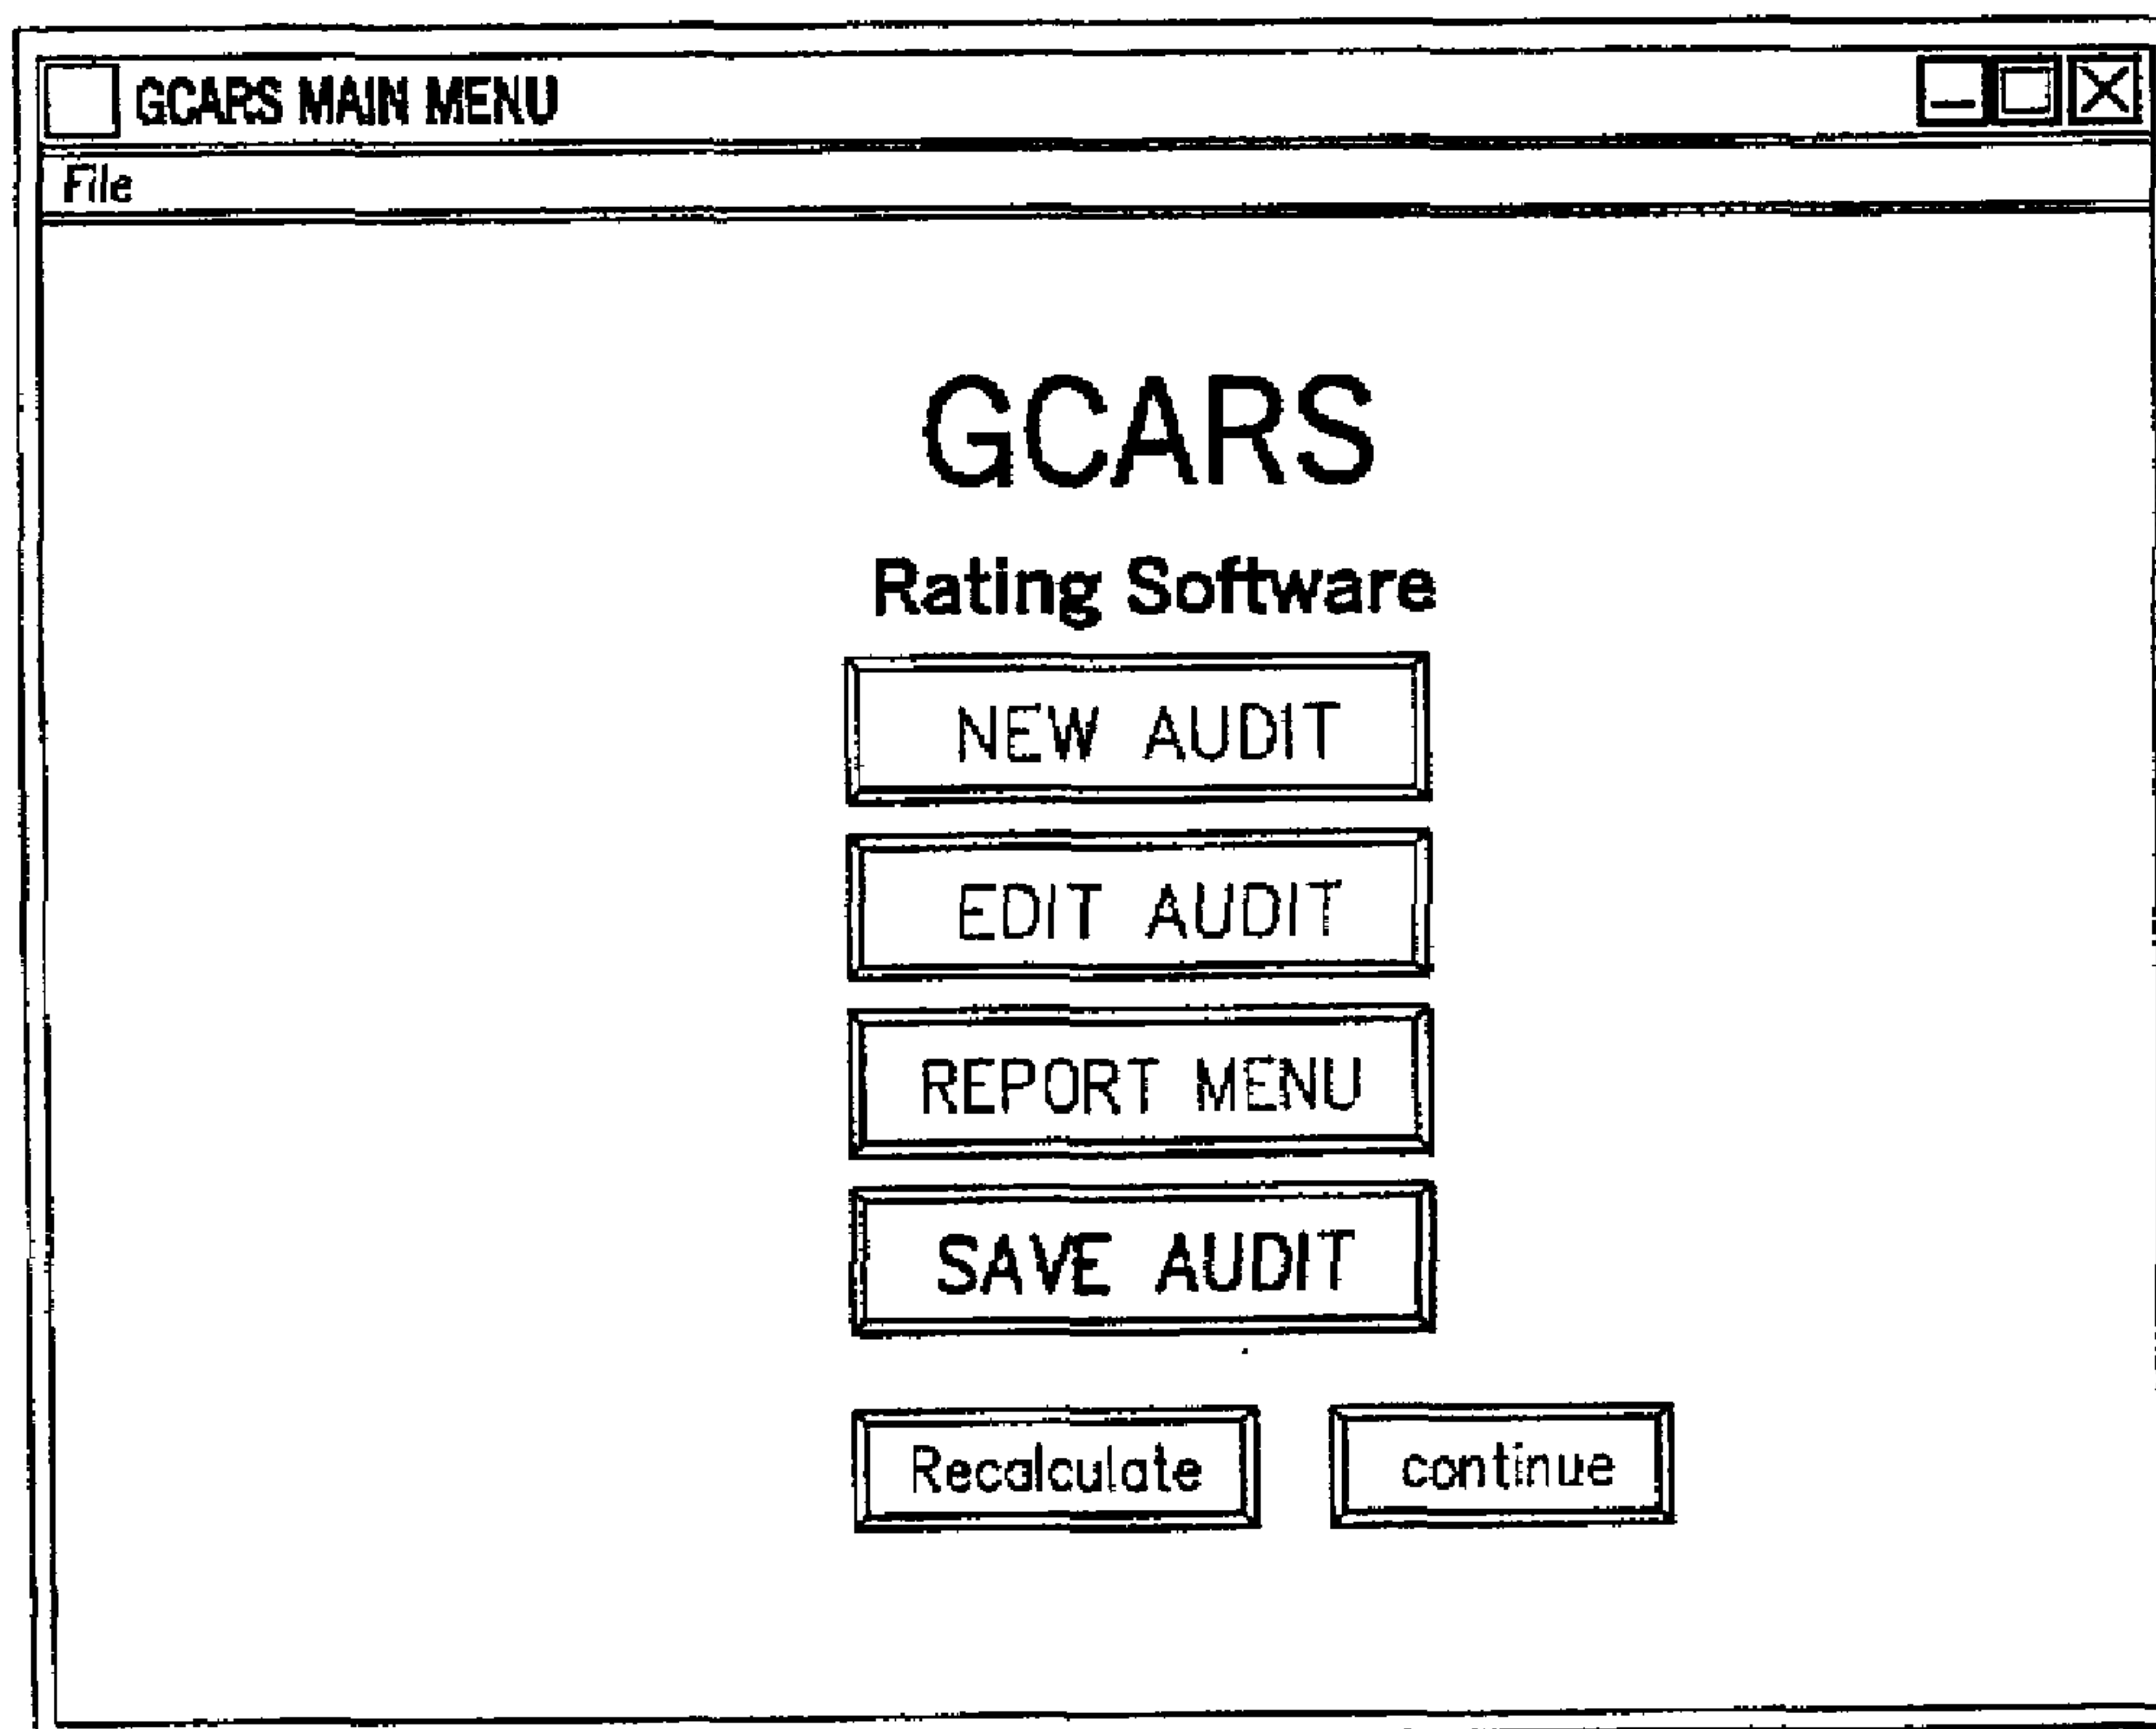 GCARS MAIN MENU
File
GCARS
Rating Software
NEW AUDIT
EDIT AUDIT
REPORT MENU
SAVE AUDIT
Recalculate continue